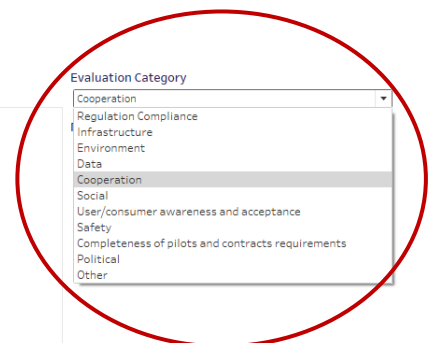 Evaluation Category
Cooperation
Regulation Compliance
Infrastructure
Environment
Data
Cooperation
Social
User/consumer awareness and acceptance
Safety
Completeness of pilots and contracts requirements
Political
Other